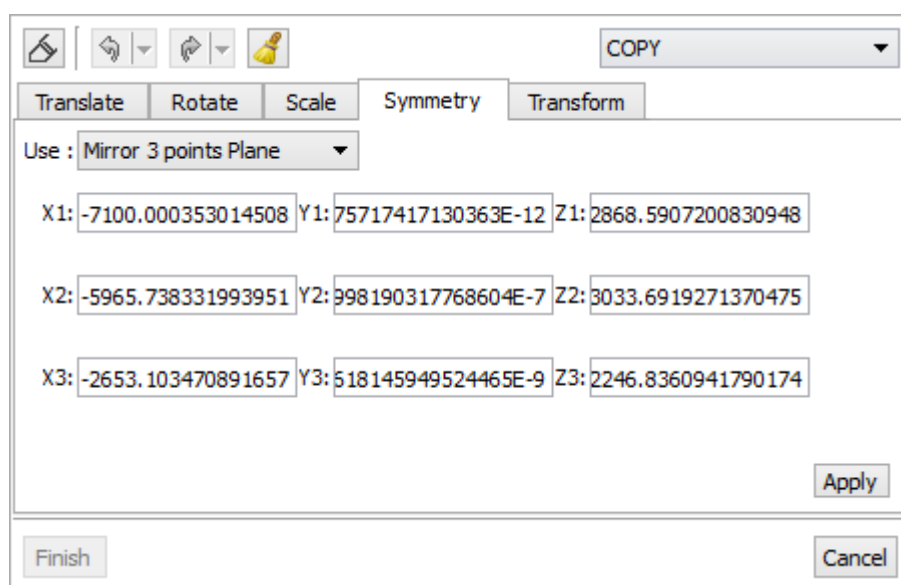 COPY
Translate Rotate Scale Symmetry Transform
Use : Mirror 3 points Plane
X1: -7100.000353014508 Y1: 75717417130363E-12 Z1: 2868.5907200830948
X2: -5965.738331993951 Y2: 998190317768604E-7 Z2: 3033.6919271370475
X3: -2653.103470891657 Y3: 618145949524465E-9 Z3: 2246.8360941790174
Apply
Finish Cancel